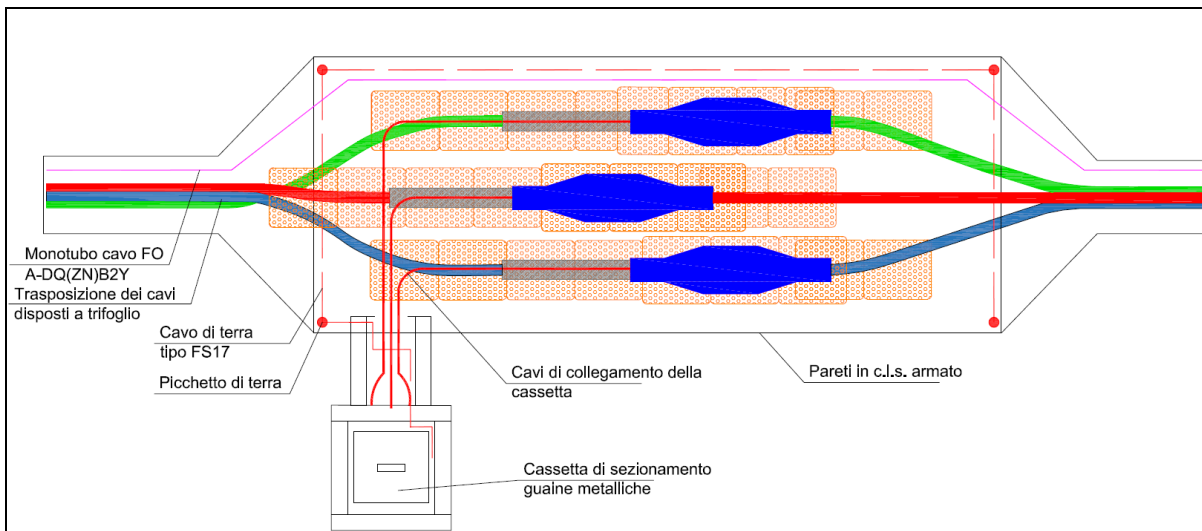 Monotubo cavo FO
A-DQ(ZN)B2Y
Trasposizione dei cavi
disposti a trifoglio
Cavo di terra
tipo FS17
Picchetto di terra
Cavi di collegamento della
cassetta
Pareti in c.l.s. armato
Cassetta di sezionamento
guaine metalliche